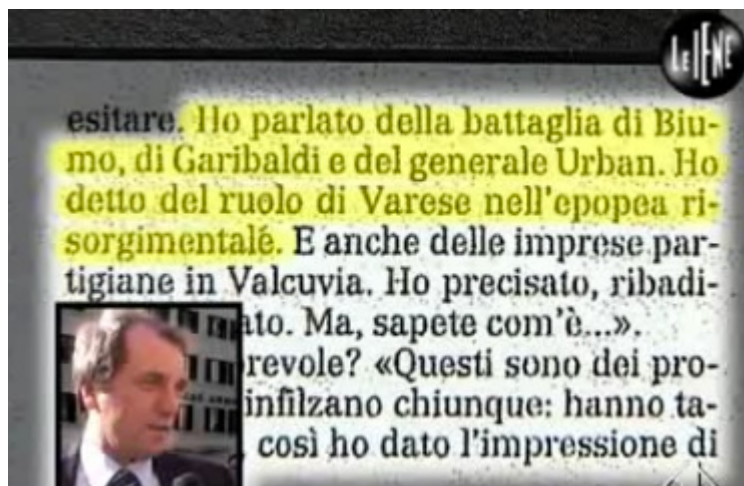 LE IENE
esitare. Ho parlato della battaglia di Biu-
mo, di Garibaldi e del generale Urban. Ho
detto del ruolo di Varese nell'epopea ri-
sorgimentale. E anche delle imprese par-
tigiane in Valcuvia. Ho precisato, ribadi-
ato. Ma, sapete com'è...».
revole? «Questi sono dei pro-
infilzano chiunque: hanno ta-
così ho dato l'impressione di